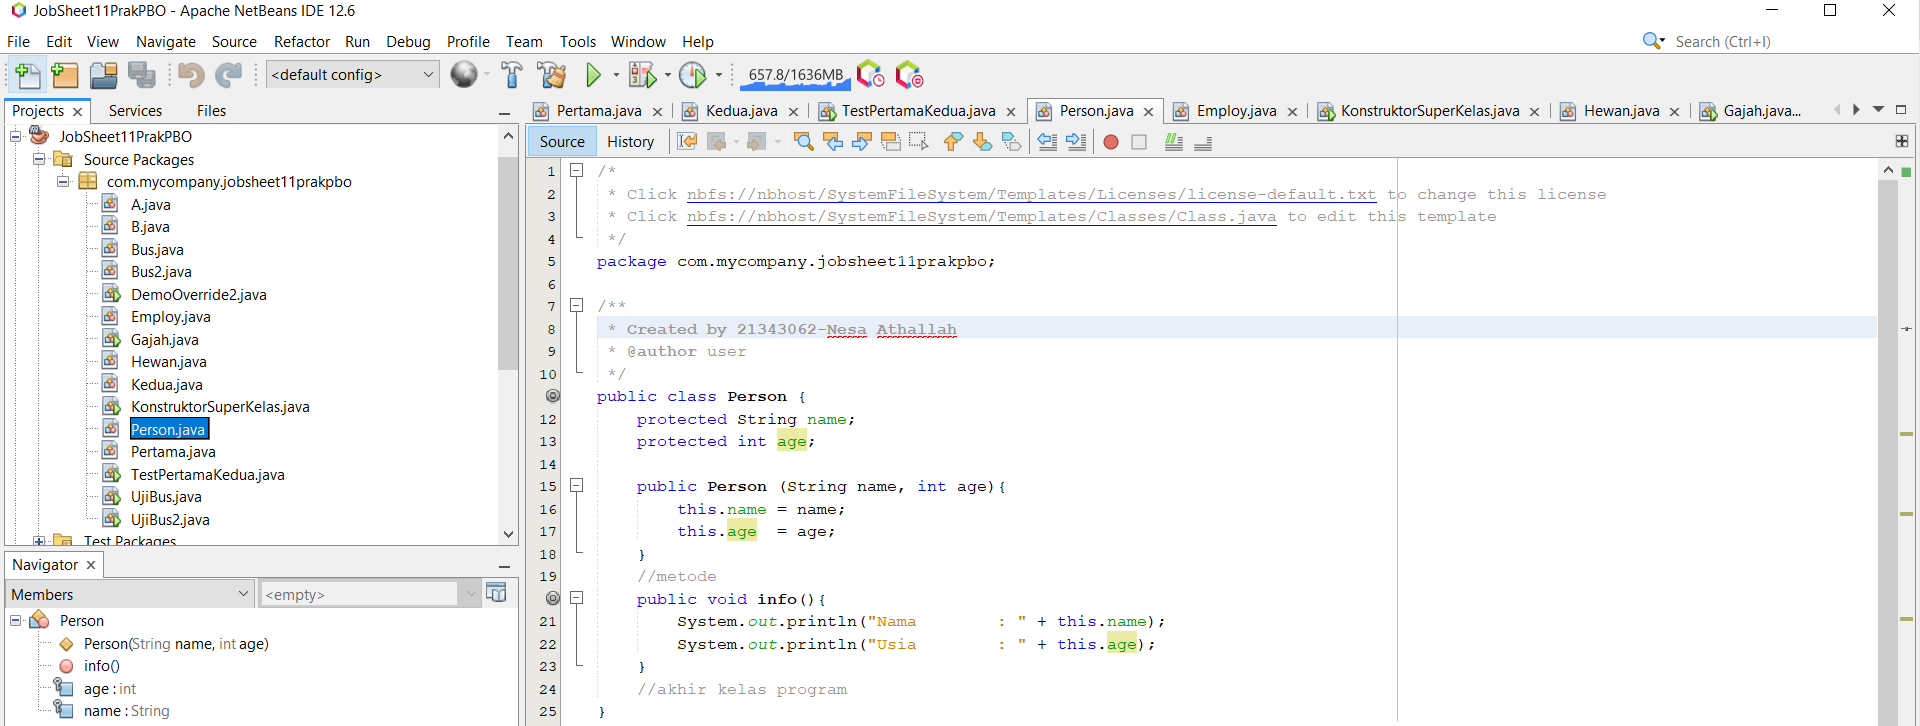 JobSheet11PrakPBO - Apache NetBeans IDE 12.6
File Edit View Navigate Source Refactor Run Debug Profile Team Tools Window Help
Search (Ctrl+I)
<default config>
657.8/1636MB
Projects Services Files
JobSheet11PrakPBO
Source Packages
com.mycompany.jobsheet11prakpbo
A.java
B.java
Bus.java
Bus2.java
DemoOverride2.java
Employ.java
Gajah.java
Hewan.java
Kedua.java
KonstruktorSuperKelas.java
Person.java
Pertama.java
TestPertamaKedua.java
UjiBus.java
UjiBus2.java
Test Packages
Navigator
Members
<empty>
Person
Person(String name, int age)
info()
age : int
name : String
Pertama.java Kedua.java TestPertamaKedua.java Person.java Employ.java KonstruktorSuperKelas.java Hewan.java Gajah.java...
Source History
1 /*
2 * Click nbfs://nbhost/SystemFileSystem/Templates/Licenses/license-default.txt to change this license
3 * Click nbfs://nbhost/SystemFileSystem/Templates/Classes/Class.java to edit this template
4 */
5 package com.mycompany.jobsheet11prakpbo;
6
7 /**
8 * Created by 21343062-Nesa Athallah
9 * @author user
10 */
public class Person {
12 protected String name;
13 protected int age;
14
15 public Person (String name, int age){
16 this.name = name;
17 this.age  = age;
18 }
19 //metode
public void info(){
21 System.out.println("Nama        : " + this.name);
22 System.out.println("Usia        : " + this.age);
23 }
24 //akhir kelas program
25 }